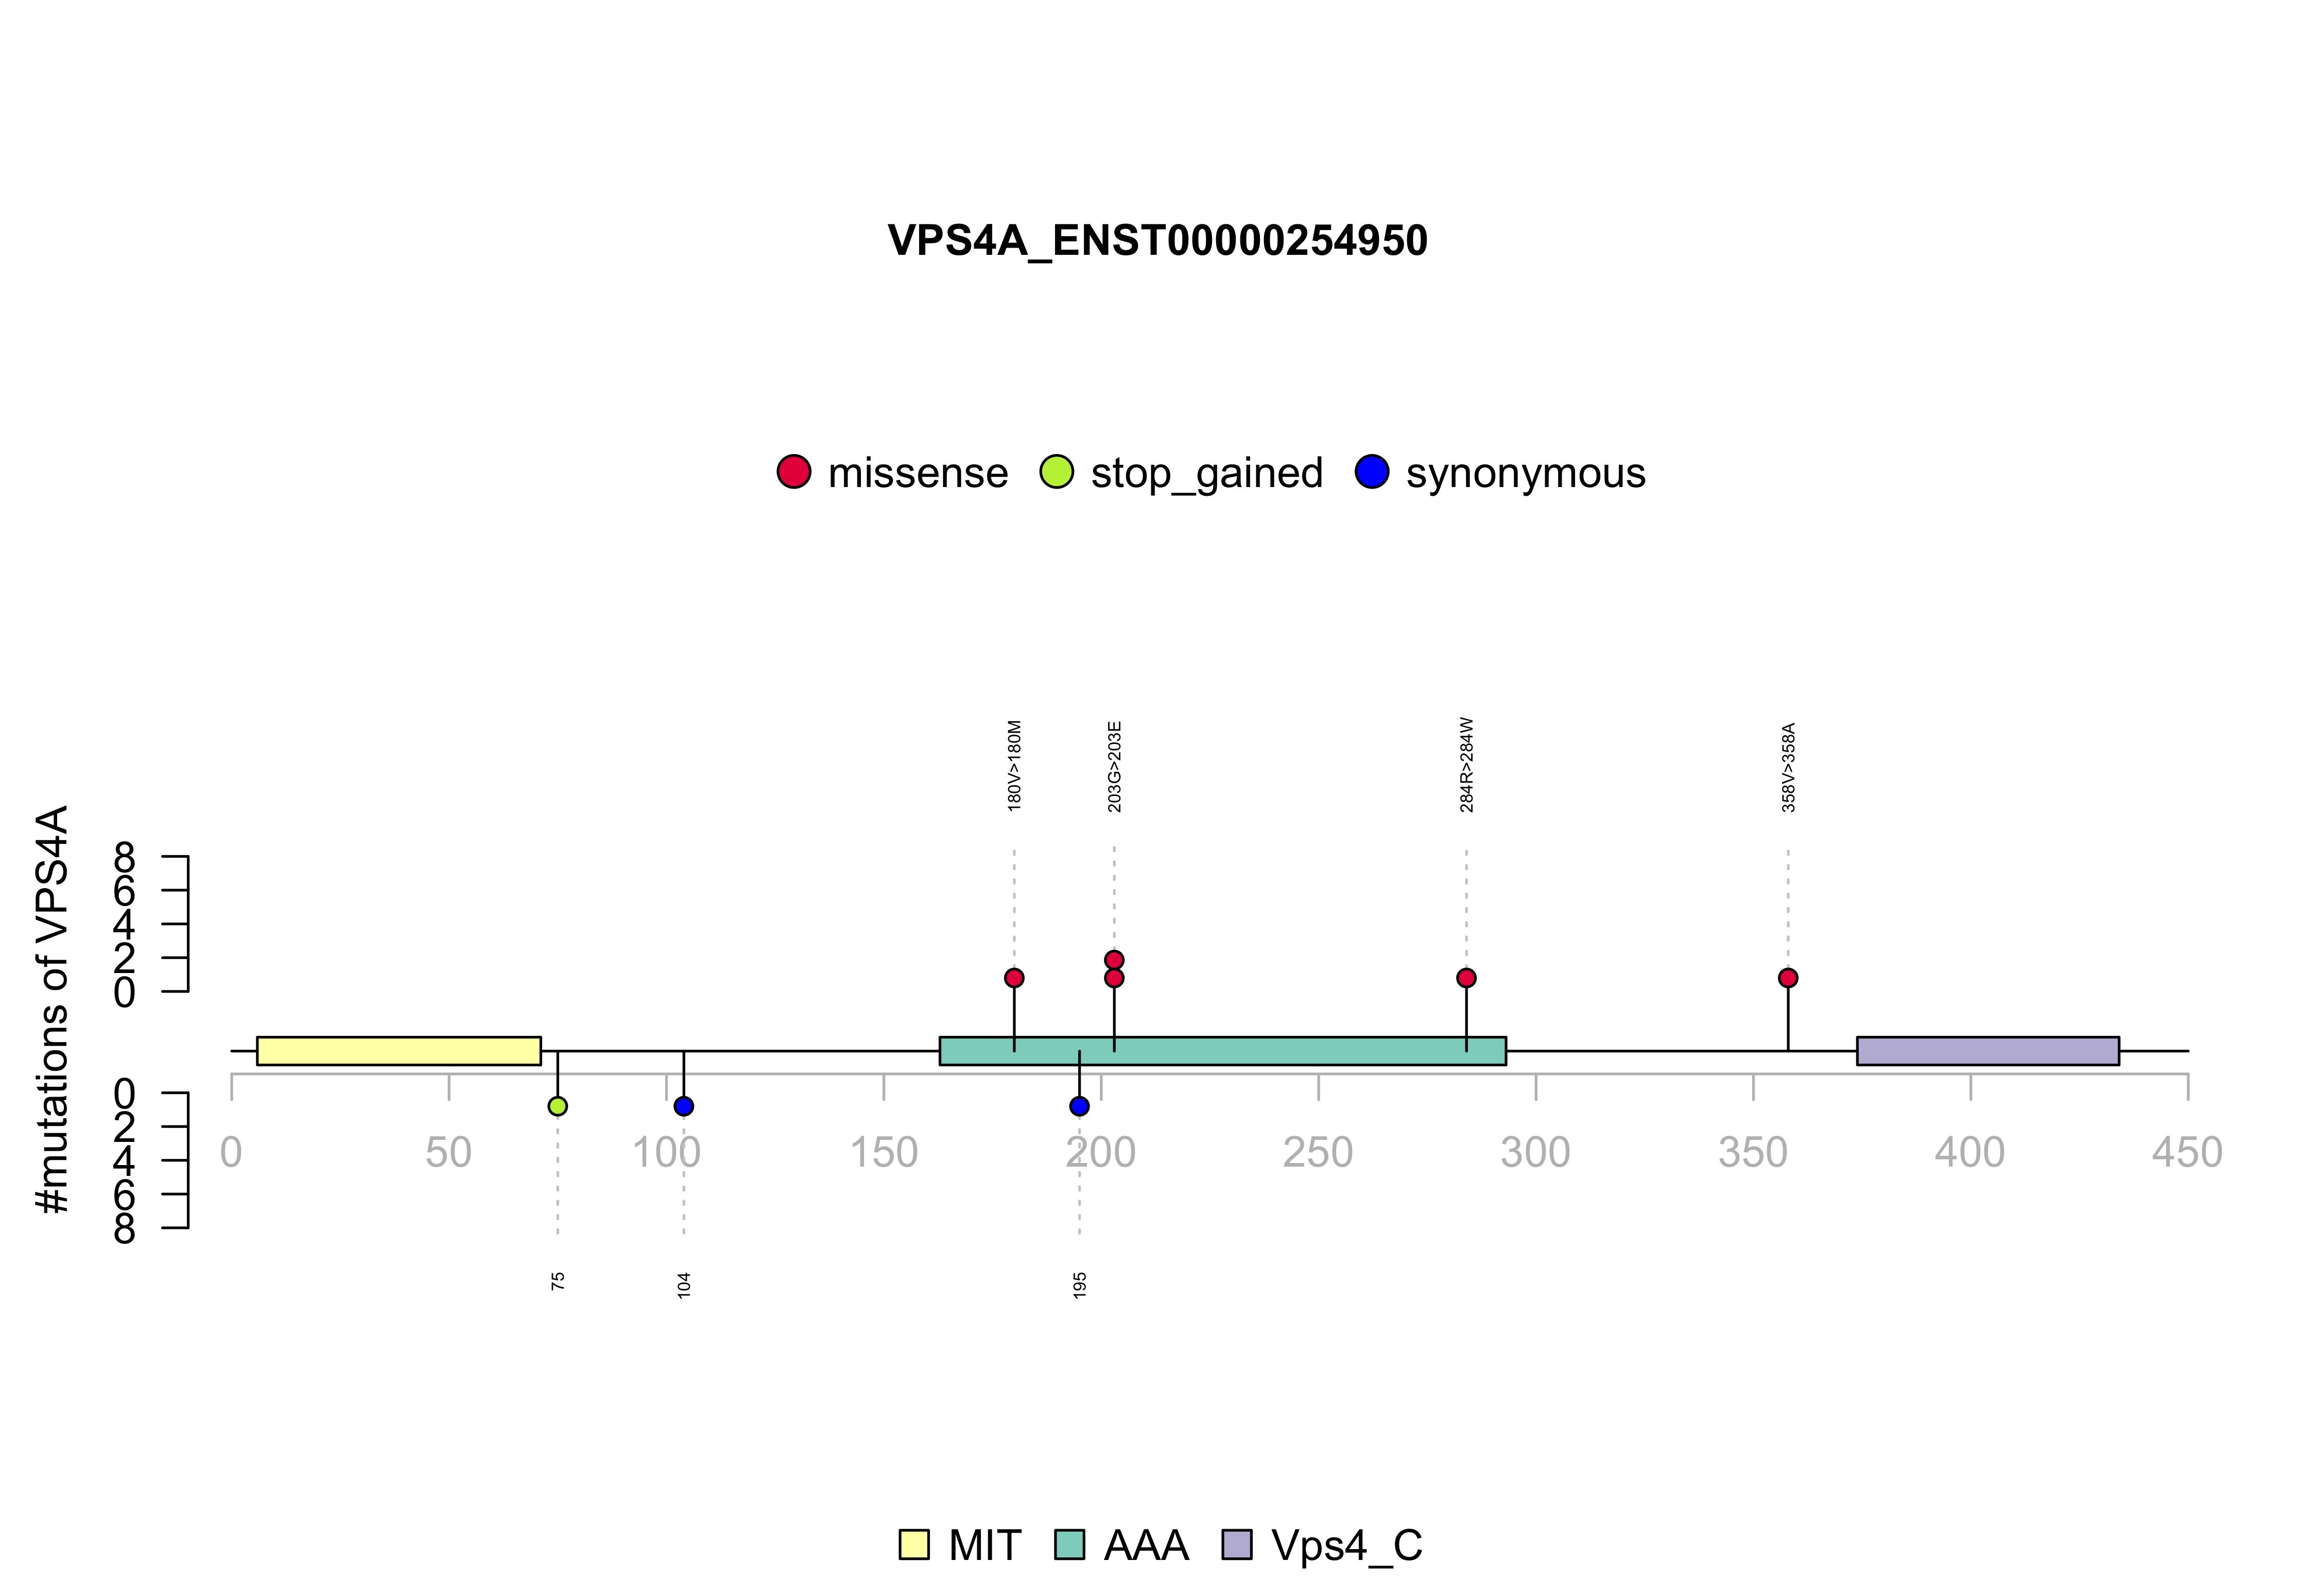 VPS4A_ENST00000254950
missense stop_gained synonymous
180V>180M
203G>203E
284R>284W
358V>358A
#mutations of VPS4A
8
6
4
2
0
0
2
4
6
8
0 50 100 150 200 250 300 350 400 450
75
104
195
MIT AAA Vps4_C